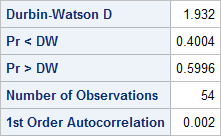 Durbin-Watson D 1.932
Pr < DW 0.4004
Pr > DW 0.5996
Number of Observations 54
1st Order Autocorrelation 0.002